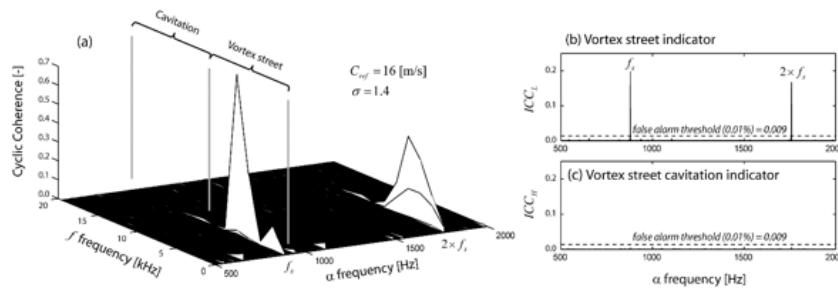 (a)
Cavitation
Vortex street
C_ref = 16 [m/s]
σ = 1.4
Cyclic Coherence [-]
0.7
0.6
0.5
0.4
0.3
0.2
0.1
0.0
20
15
10
5
0
f frequency [kHz]
500
1000
1500
2000
f_s
2 × f_s
α frequency [Hz]
(b) Vortex street indicator
ICC_L
0.2
0.1
0.0
f_s
2 × f_s
false alarm threshold (0.01%) = 0.009
500 1000 1500 200
(c) Vortex street cavitation indicator
ICC_H
0.2
0.1
0.0
false alarm threshold (0.01%) = 0.009
500 1000 1500 200
α frequency [Hz]